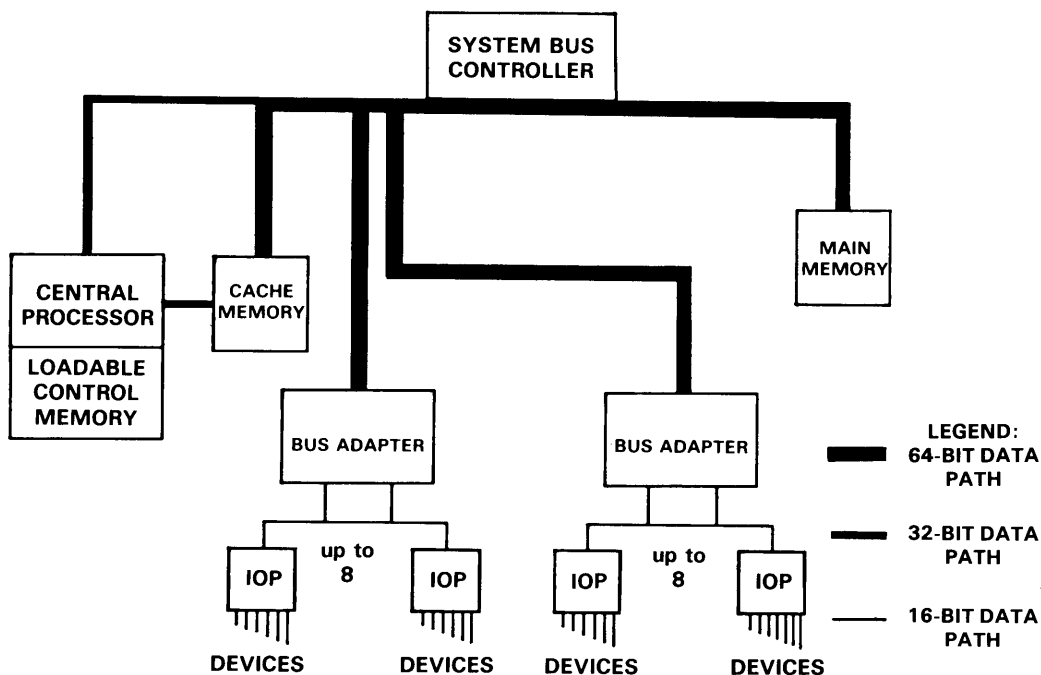 SYSTEM BUS
CONTROLLER
CENTRAL
PROCESSOR
LOADABLE
CONTROL
MEMORY
CACHE
MEMORY
MAIN
MEMORY
BUS ADAPTER
BUS ADAPTER
IOP
up to
8
IOP
IOP
up to
8
IOP
DEVICES
DEVICES
DEVICES
DEVICES
LEGEND:
64-BIT DATA
PATH
32-BIT DATA
PATH
16-BIT DATA
PATH